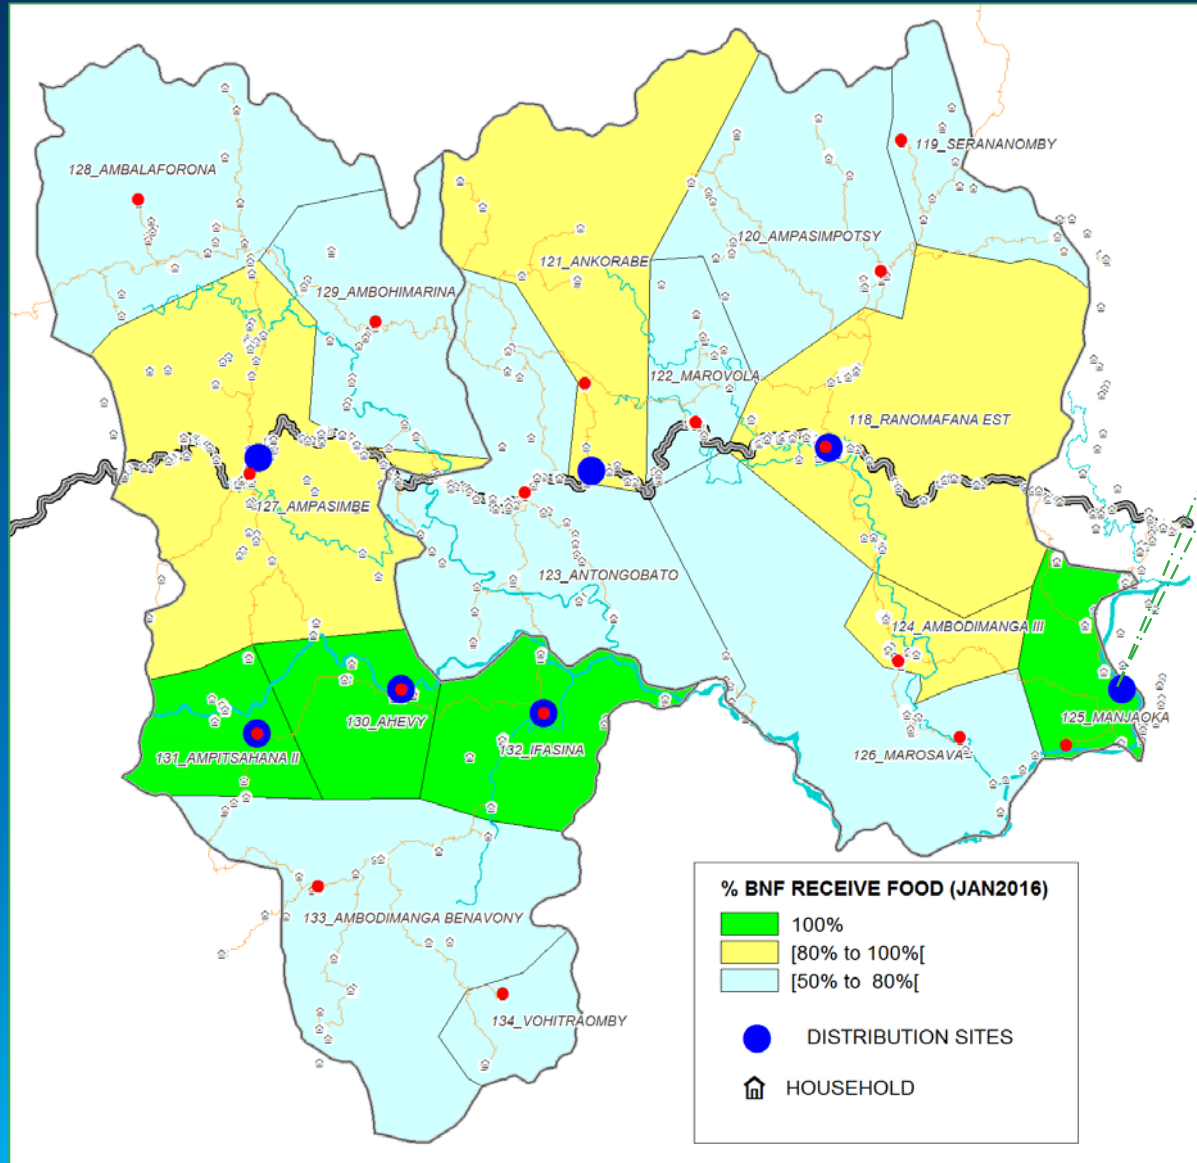 119_SERANANOMBY
128_AMBALAFORONA
120_AMPASIMPOTSY
121_ANKORABE
129_AMBOHIMARINA
122_MAROVOLA
118_RANOMAFANA EST
127_AMPASIMBE
123_ANTONGOBATO
124_AMBODIMANGA III
125_MANJAOKA
130_AHEVY
132_IFASINA
131_AMPITSAHANA II
126_MAROSAVA
133_AMBODIMANGA BENAVONY
134_VOHITRAOMBY
% BNF RECEIVE FOOD (JAN2016)
100%
[80% to 100%[
[50% to 80%[
DISTRIBUTION SITES
HOUSEHOLD